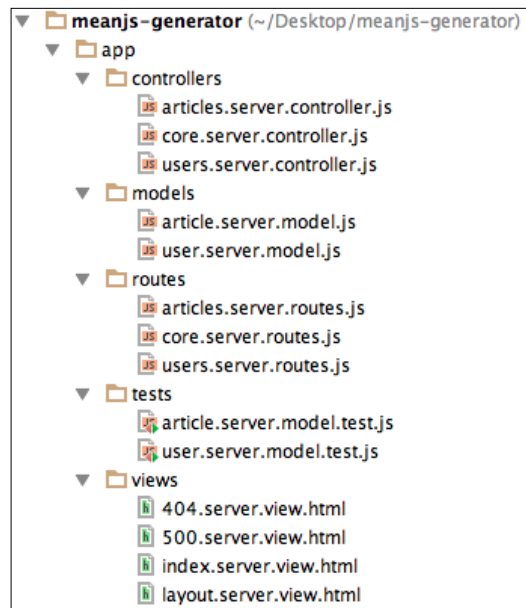 meanjs-generator (~/Desktop/meanjs-generator)
app
controllers
articles.server.controller.js
core.server.controller.js
users.server.controller.js
models
article.server.model.js
user.server.model.js
routes
articles.server.routes.js
core.server.routes.js
users.server.routes.js
tests
article.server.model.test.js
user.server.model.test.js
views
404.server.view.html
500.server.view.html
index.server.view.html
layout.server.view.html